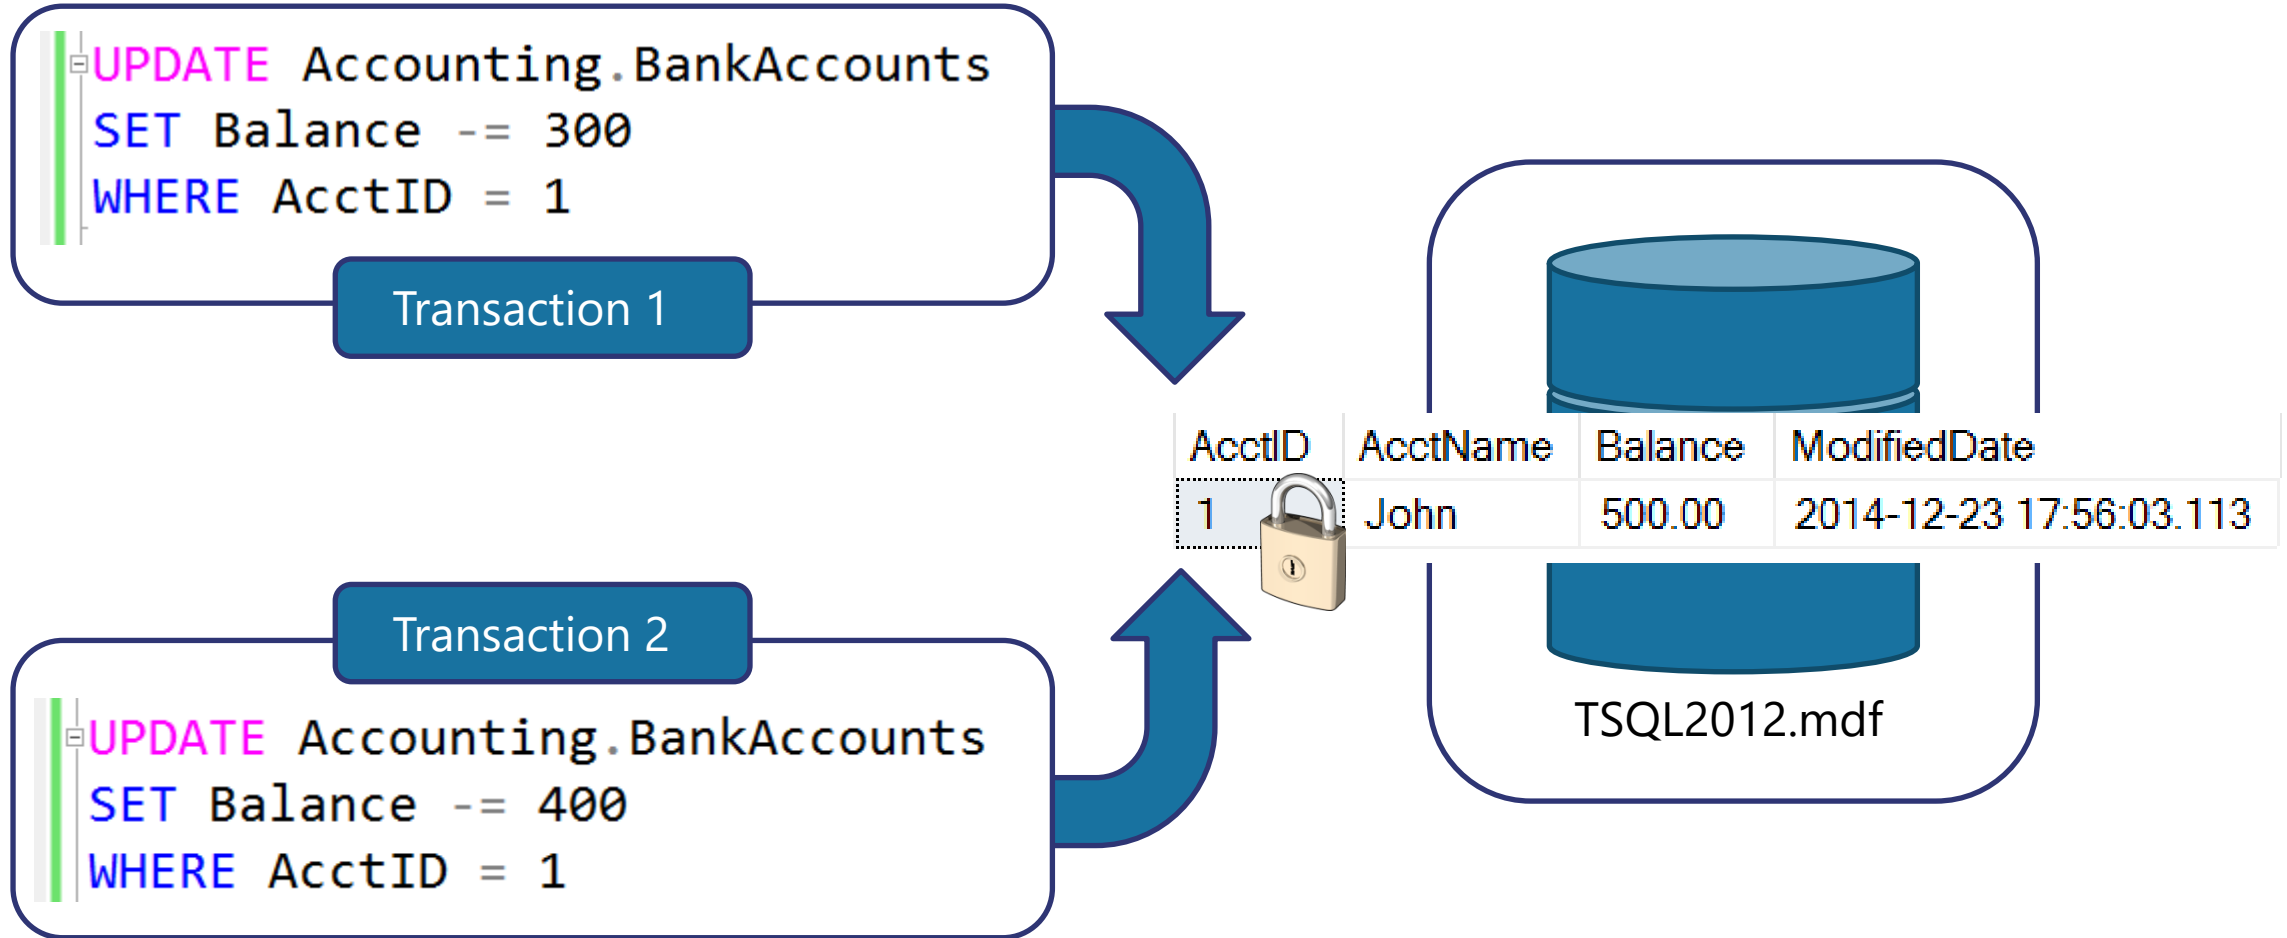 UPDATE Accounting.BankAccounts
SET Balance -= 300
WHERE AcctID = 1
Transaction 1
AcctID AcctName Balance ModifiedDate
1 John 500.00 2014-12-23 17:56:03.113
Transaction 2
UPDATE Accounting.BankAccounts
SET Balance -= 400
WHERE AcctID = 1
TSQL2012.mdf